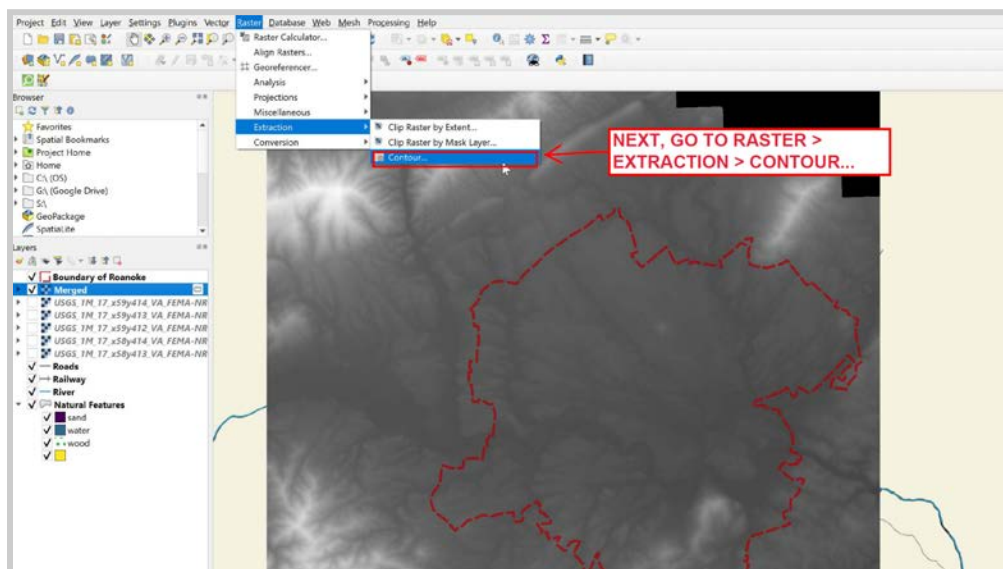 Project Edit View Layer Settings Plugins Vector Raster Database Web Mesh Processing Help
Raster Calculator...
Align Rasters...
Georeferencer...
Analysis
Projections
Miscellaneous
Extraction
Conversion
Clip Raster by Extent...
Clip Raster by Mask Layer...
Contour...
NEXT, GO TO RASTER >
EXTRACTION > CONTOUR...
Browser
Favorites
Spatial Bookmarks
Project Home
Home
C:\ (OS)
G:\ (Google Drive)
S:\
GeoPackage
SpatiaLite
Layers
Boundary of Roanoke
Merged
USGS_1M_17_x59y414_VA_FEMA-NR
USGS_1M_17_x59y413_VA_FEMA-NR
USGS_1M_17_x59y412_VA_FEMA-NR
USGS_1M_17_x58y414_VA_FEMA-NR
USGS_1M_17_x58y413_VA_FEMA-NR
Roads
Railway
River
Natural Features
sand
water
wood